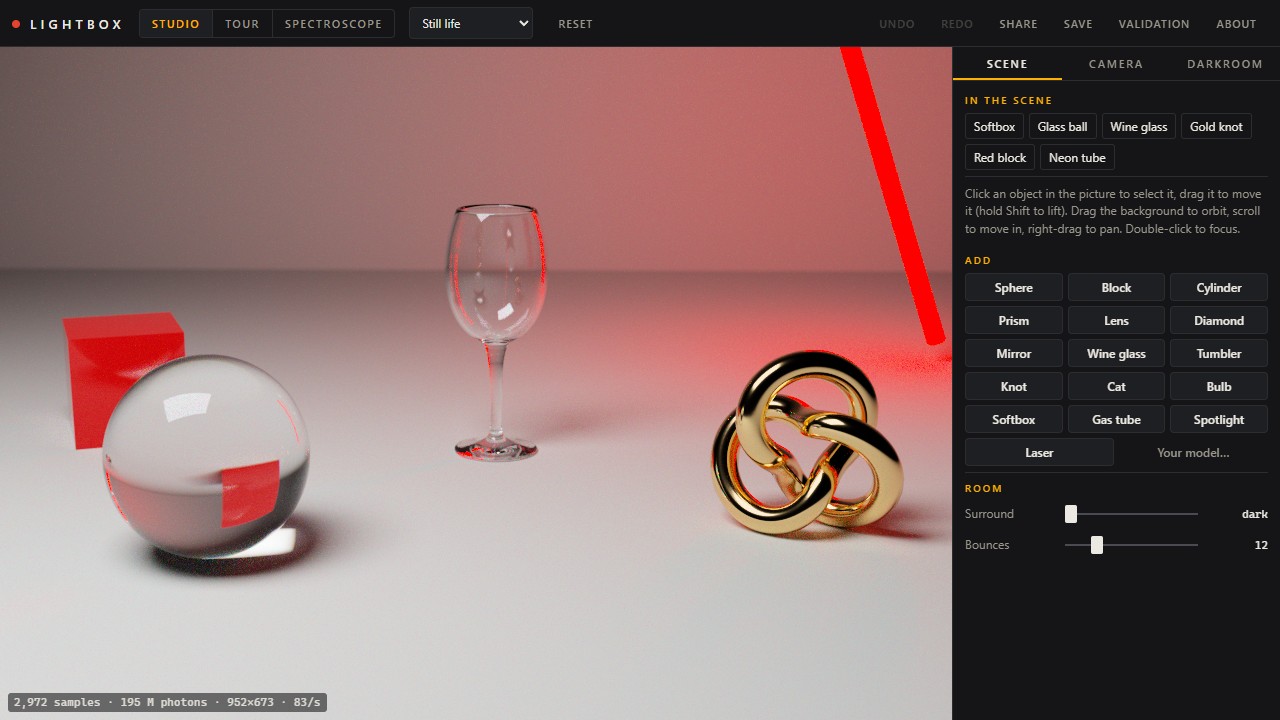 LIGHTBOX
STUDIO
TOUR
SPECTROSCOPE
Still life
RESET
UNDO
REDO
SHARE
SAVE
VALIDATION
ABOUT
SCENE
CAMERA
DARKROOM
IN THE SCENE
Softbox
Glass ball
Wine glass
Gold knot
Red block
Neon tube
Click an object in the picture to select it, drag it to move
it (hold Shift to lift). Drag the background to orbit, scroll
to move in, right-drag to pan. Double-click to focus.
ADD
Sphere
Block
Cylinder
Prism
Lens
Diamond
Mirror
Wine glass
Tumbler
Knot
Cat
Bulb
Softbox
Gas tube
Spotlight
Laser
Your model...
ROOM
Surround
dark
Bounces
12
2,972 samples · 195 M photons · 952×673 · 83/s